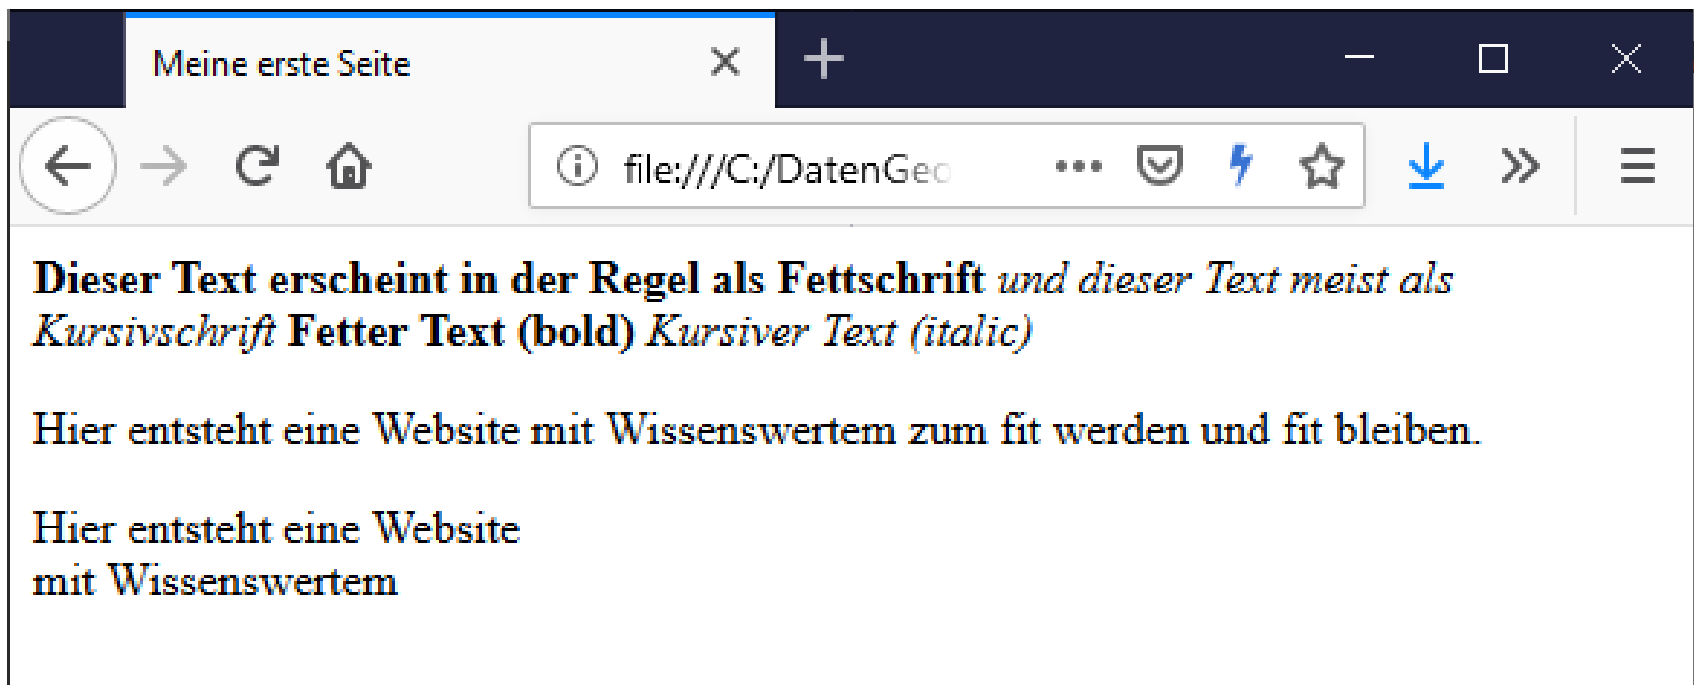 Meine erste Seite
file:///C:/DatenGeo
Dieser Text erscheint in der Regel als Fettschrift und dieser Text meist als
Kursivschrift Fetter Text (bold) Kursiver Text (italic)
Hier entsteht eine Website mit Wissenswertem zum fit werden und fit bleiben.
Hier entsteht eine Website
mit Wissenswertem